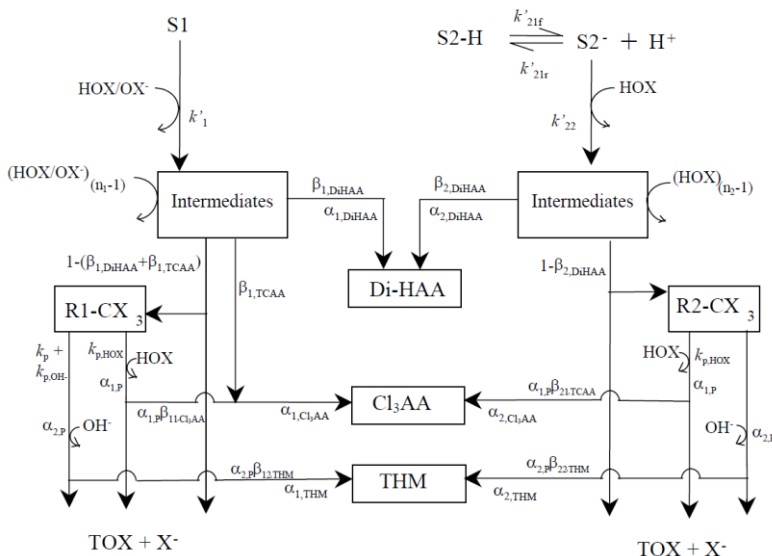 S1
S2-H
k'21f
k'21r
S2- + H+
HOX/OX-
k'1
HOX
k'22
(HOX/OX-)(n1-1)
Intermediates
β1,DiHAA
α1,DiHAA
β2,DiHAA
α2,DiHAA
Intermediates
(HOX)(n2-1)
1-(β1,DiHAA+β1,TCAA)
β1,TCAA
Di-HAA
1-β2,DiHAA
R1-CX3
R2-CX3
kp +
kp,OH-
kp,HOX
HOX
α1,P
HOX
kp,HOX
α1,P
α1,Pβ11-Cl3AA
α1,Cl3AA
Cl3AA
α1,Pβ21-TCAA
α2,Cl3AA
α2,P
OH-
OH-
α2,Pβ12-THM
α1,THM
THM
α2,Pβ22-THM
α2,THM
TOX + X-
TOX + X-